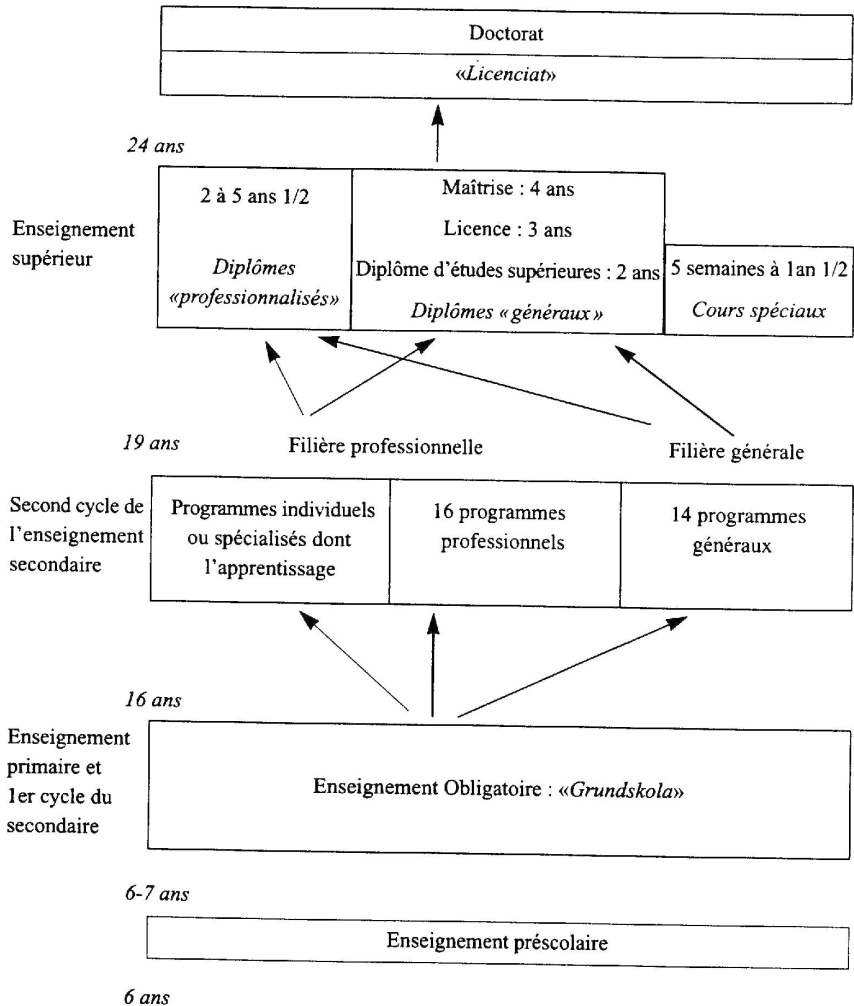 Doctorat
«Licenciat»
24 ans
Enseignement
supérieur
2 à 5 ans 1/2
Diplômes
«professionnalisés»
Maîtrise : 4 ans
Licence : 3 ans
Diplôme d'études supérieures : 2 ans
Diplômes «généraux»
5 semaines à 1an 1/2
Cours spéciaux
19 ans
Filière professionnelle
Filière générale
Second cycle de
l'enseignement
secondaire
Programmes individuels
ou spécialisés dont
l'apprentissage
16 programmes
professionnels
14 programmes
généraux
16 ans
Enseignement
primaire et
1er cycle du
secondaire
Enseignement Obligatoire : «Grundskola»
6-7 ans
Enseignement préscolaire
6 ans